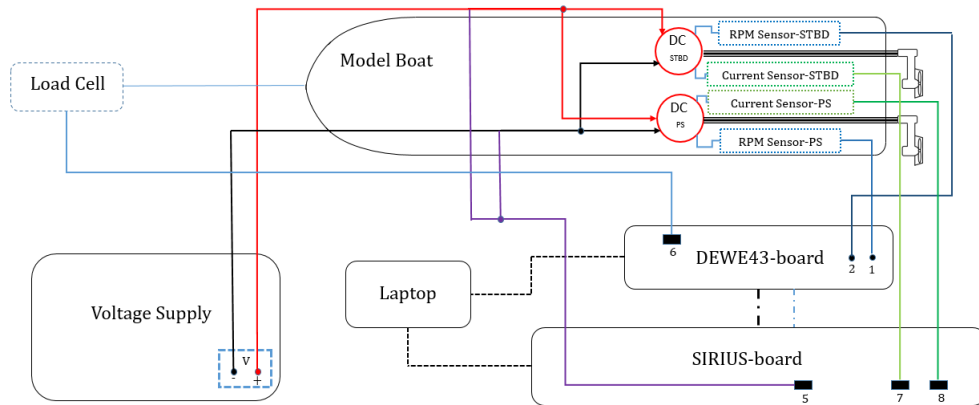 RPM Sensor-STBD
DC
STBD
Model Boat
Load Cell
Current Sensor-STBD
DC
PS
Current Sensor-PS
RPM Sensor-PS
6
DEWE43-board
2
1
Laptop
Voltage Supply
V
-
+
SIRIUS-board
5
7
8